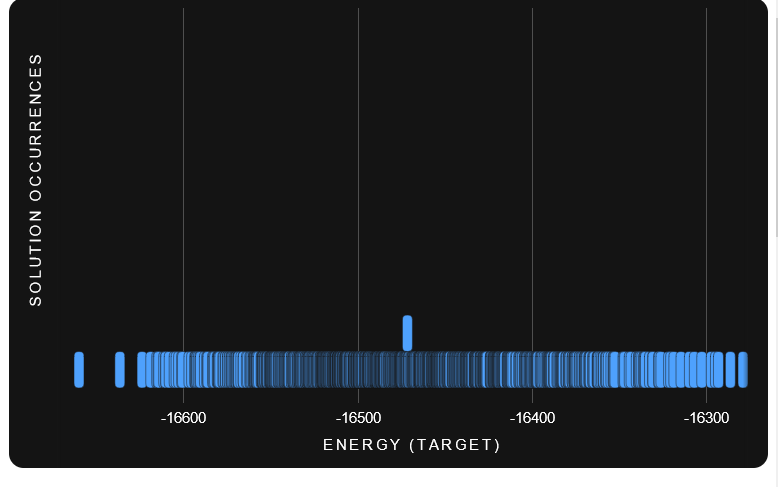 SOLUTION OCCURRENCES
-16600
-16500
-16400
-16300
ENERGY (TARGET)